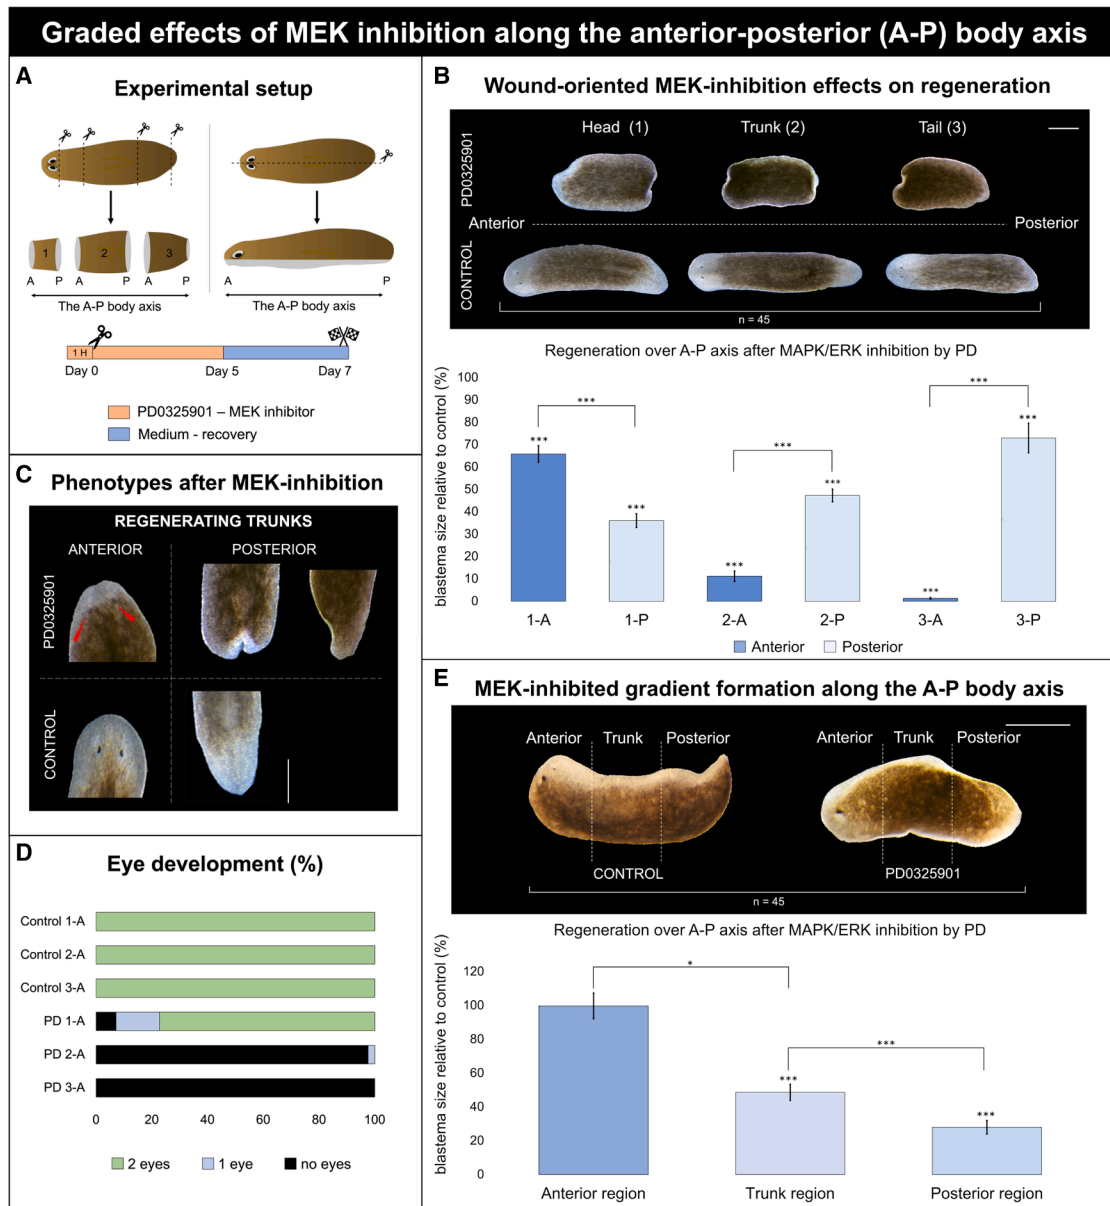 Graded effects of MEK inhibition along the anterior-posterior (A-P) body axis
A
Experimental setup
1
2
3
A P A P A P
The A-P body axis
A P
The A-P body axis
1 H
Day 0 Day 5 Day 7
PD0325901 – MEK inhibitor
Medium - recovery
B
Wound-oriented MEK-inhibition effects on regeneration
Head (1) Trunk (2) Tail (3)
PD0325901
Anterior Posterior
CONTROL
n = 45
Regeneration over A-P axis after MAPK/ERK inhibition by PD
blastema size relative to control (%)
100
90
80
70
60
50
40
30
20
10
0
***
***
***
***
***
***
***
***
***
1-A 1-P 2-A 2-P 3-A 3-P
Anterior Posterior
C
Phenotypes after MEK-inhibition
REGENERATING TRUNKS
ANTERIOR POSTERIOR
PD0325901
CONTROL
D
Eye development (%)
Control 1-A
Control 2-A
Control 3-A
PD 1-A
PD 2-A
PD 3-A
0 20 40 60 80 100
2 eyes 1 eye no eyes
E
MEK-inhibited gradient formation along the A-P body axis
Anterior Trunk Posterior Anterior Trunk Posterior
CONTROL PD0325901
n = 45
Regeneration over A-P axis after MAPK/ERK inhibition by PD
blastema size relative to control (%)
120
100
80
60
40
20
0
*
***
***
***
Anterior region Trunk region Posterior region